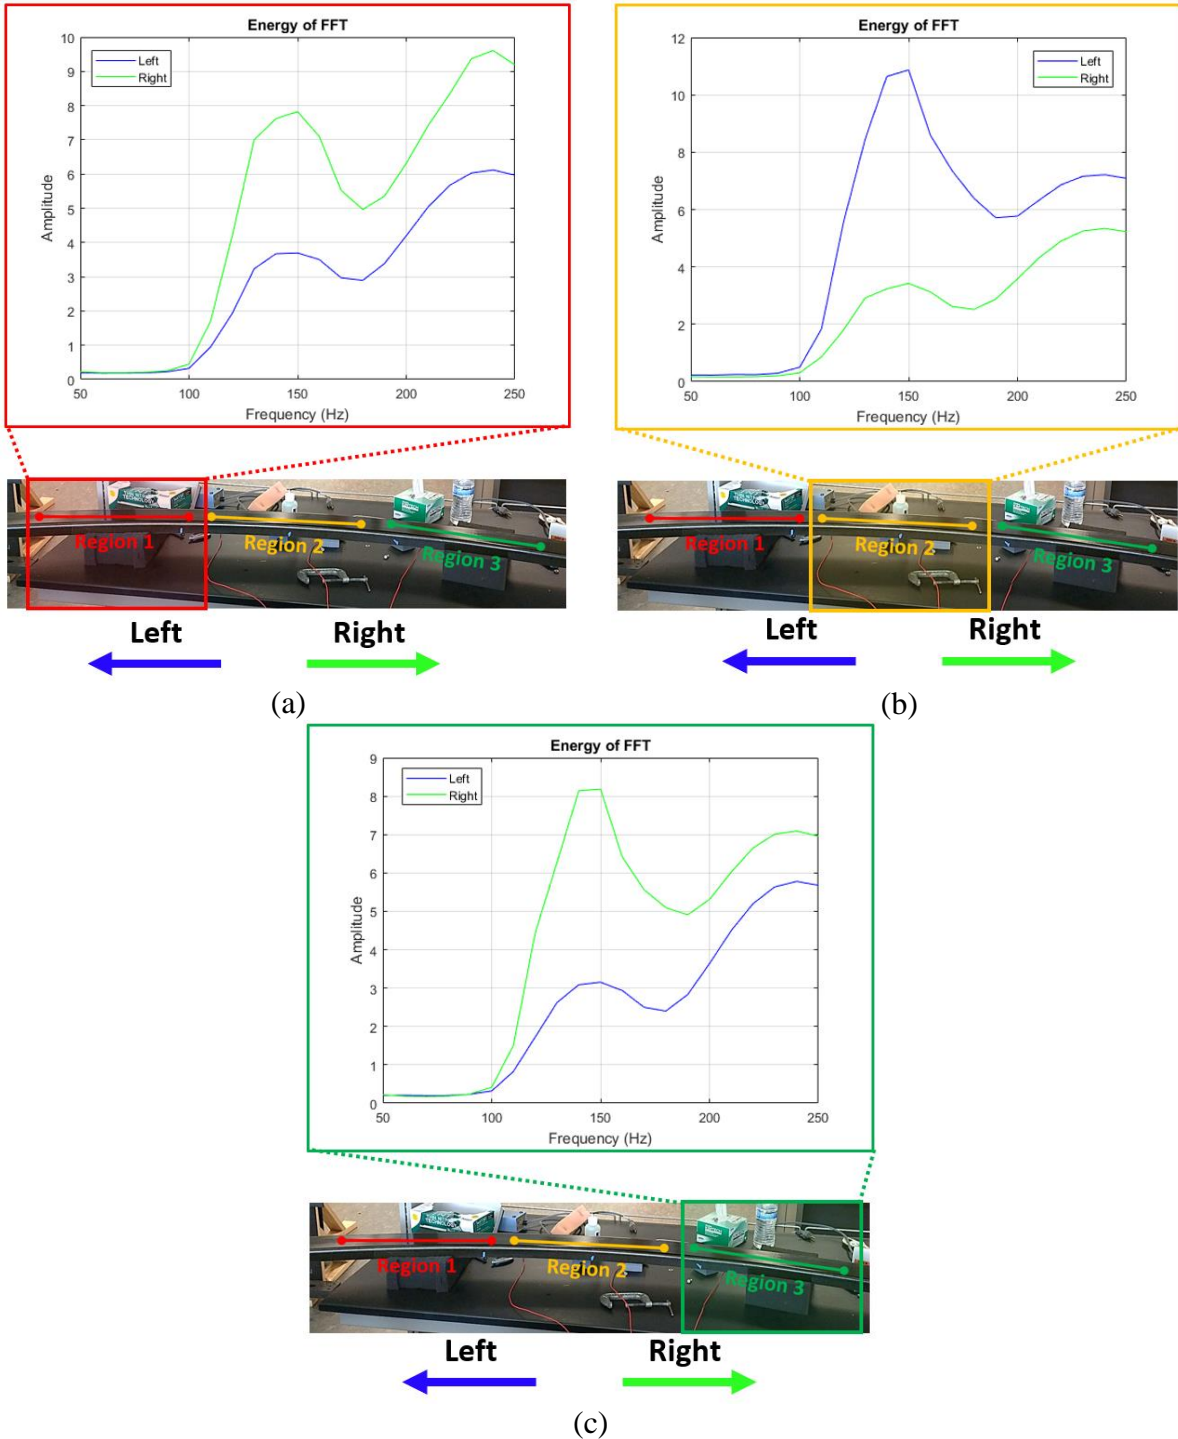 Energy of FFT
Left
Right
10
9
8
7
6
5
4
3
2
1
0
Amplitude
50 100 150 200 250
Frequency (Hz)
Region 1 Region 2 Region 3
Left Right
(a)
Energy of FFT
Left
Right
12
10
8
6
4
2
0
Amplitude
50 100 150 200 250
Frequency (Hz)
Region 1 Region 2 Region 3
Left Right
(b)
Energy of FFT
Left
Right
9
8
7
6
5
4
3
2
1
0
Amplitude
50 100 150 200 250
Frequency (Hz)
Region 1 Region 2 Region 3
Left Right
(c)